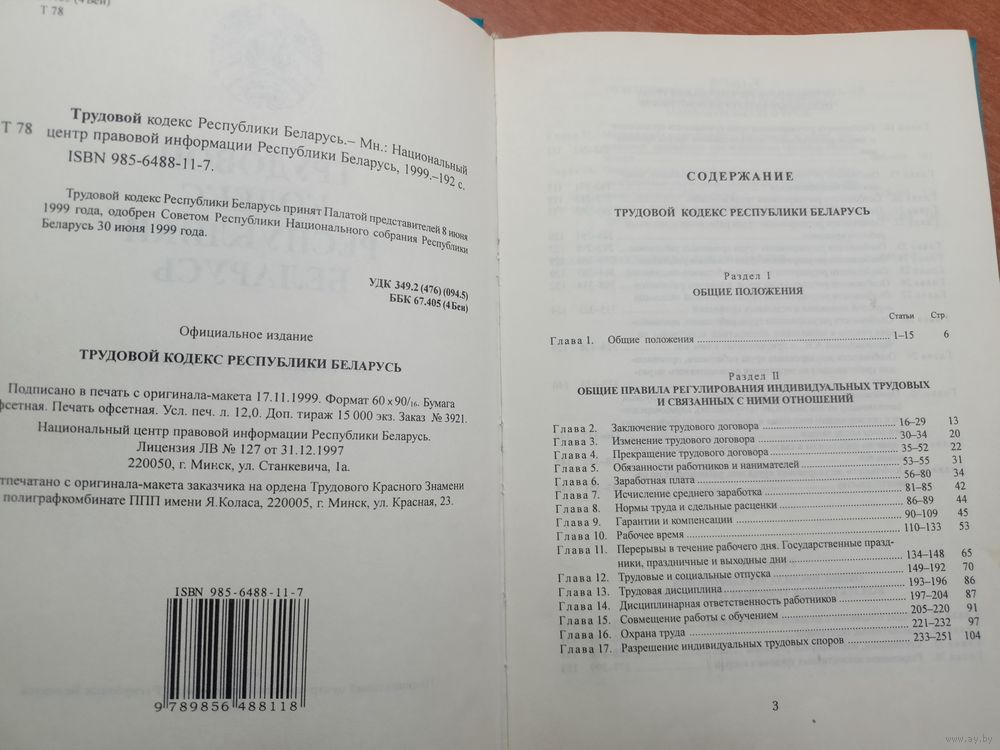 (4Беи)
Т 78
Т 78
Трудовой кодекс Республики Беларусь.– Мн.: Национальный
центр правовой информации Республики Беларусь, 1999.–192 с.
ISBN 985-6488-11-7.
Трудовой кодекс Республики Беларусь принят Палатой представителей 8 июня
1999 года, одобрен Советом Республики Национального собрания Республики
Беларусь 30 июня 1999 года.
УДК 349.2 (476) (094.5)
ББК 67.405 (4 Беи)
Официальное издание
ТРУДОВОЙ КОДЕКС РЕСПУБЛИКИ БЕЛАРУСЬ
Подписано в печать с оригинала-макета 17.11.1999. Формат 60 х 90/16. Бумага
фсетная. Печать офсетная. Усл. печ. л. 12,0. Доп. тираж 15 000 экз. Заказ № 3921.
Национальный центр правовой информации Республики Беларусь.
Лицензия ЛВ № 127 от 31.12.1997
220050, г. Минск, ул. Станкевича, 1а.
тпечатано с оригинала-макета заказчика на ордена Трудового Красного Знамени
полиграфкомбинате ППП имени Я.Коласа, 220005, г. Минск, ул. Красная, 23.
ISBN 985-6488-11-7
9 789856 488118
СОДЕРЖАНИЕ
ТРУДОВОЙ КОДЕКС РЕСПУБЛИКИ БЕЛАРУСЬ
Раздел I
ОБЩИЕ ПОЛОЖЕНИЯ
Статьи Стр.
Глава 1. Общие положения 1–15 6
Раздел II
ОБЩИЕ ПРАВИЛА РЕГУЛИРОВАНИЯ ИНДИВИДУАЛЬНЫХ ТРУДОВЫХ
И СВЯЗАННЫХ С НИМИ ОТНОШЕНИЙ
Глава 2. Заключение трудового договора 16–29 13
Глава 3. Изменение трудового договора 30–34 20
Глава 4. Прекращение трудового договора 35–52 22
Глава 5. Обязанности работников и нанимателей 53–55 31
Глава 6. Заработная плата 56–80 34
Глава 7. Исчисление среднего заработка 81–85 42
Глава 8. Нормы труда и сдельные расценки 86–89 44
Глава 9. Гарантии и компенсации 90–109 45
Глава 10. Рабочее время 110–133 53
Глава 11. Перерывы в течение рабочего дня. Государственные празд-
ники, праздничные и выходные дни 134–148 65
Глава 12. Трудовые и социальные отпуска 149–192 70
Глава 13. Трудовая дисциплина 193–196 86
Глава 14. Дисциплинарная ответственность работников 197–204 87
Глава 15. Совмещение работы с обучением 205–220 91
Глава 16. Охрана труда 221–232 97
Глава 17. Разрешение индивидуальных трудовых споров 233–251 104
3
www.ay.by